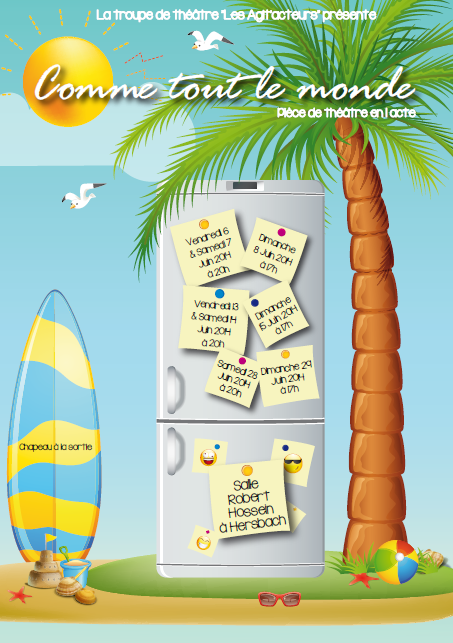 La troupe de théâtre "Les Agit'acteurs" présente
Comme tout le monde
Pièce de théâtre en 1 acte
Vendredi 6
& Samedi 7
Juin 2014
à 20h
Dimanche
8 Juin 2014
à 17h
Vendredi 13
& Samedi 14
Juin 2014
à 20h
Dimanche
15 Juin 2014
à 17h
Samedi 28
Juin 2014
à 20h
Dimanche 29
Juin 2014
à 17h
Chapeau à la sortie
Salle
Robert
Hossein
à Hersbach